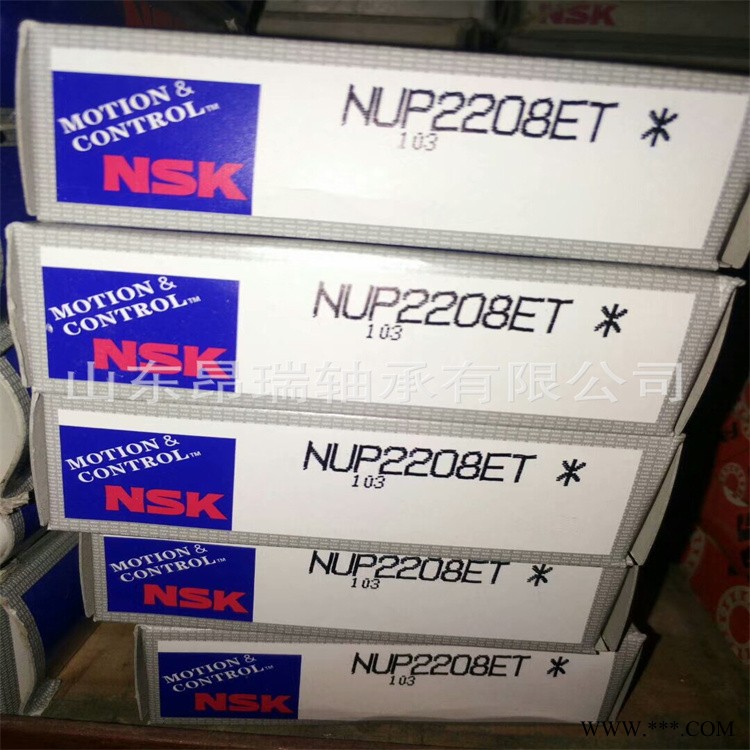 NSK
MOTION & CONTROL™
NSK
NUP2208ET *
103
MOTION & CONTROL™
NSK
NUP2208ET *
103
山东昂瑞轴承有限公司
MOTION & CONTROL™
NSK
NUP2208ET *
103
MOTION & CONTROL™
NSK
NUP2208ET *
103
MOTION & CONTROL™
NSK
NUP2208ET *
103
WWW.***.COM